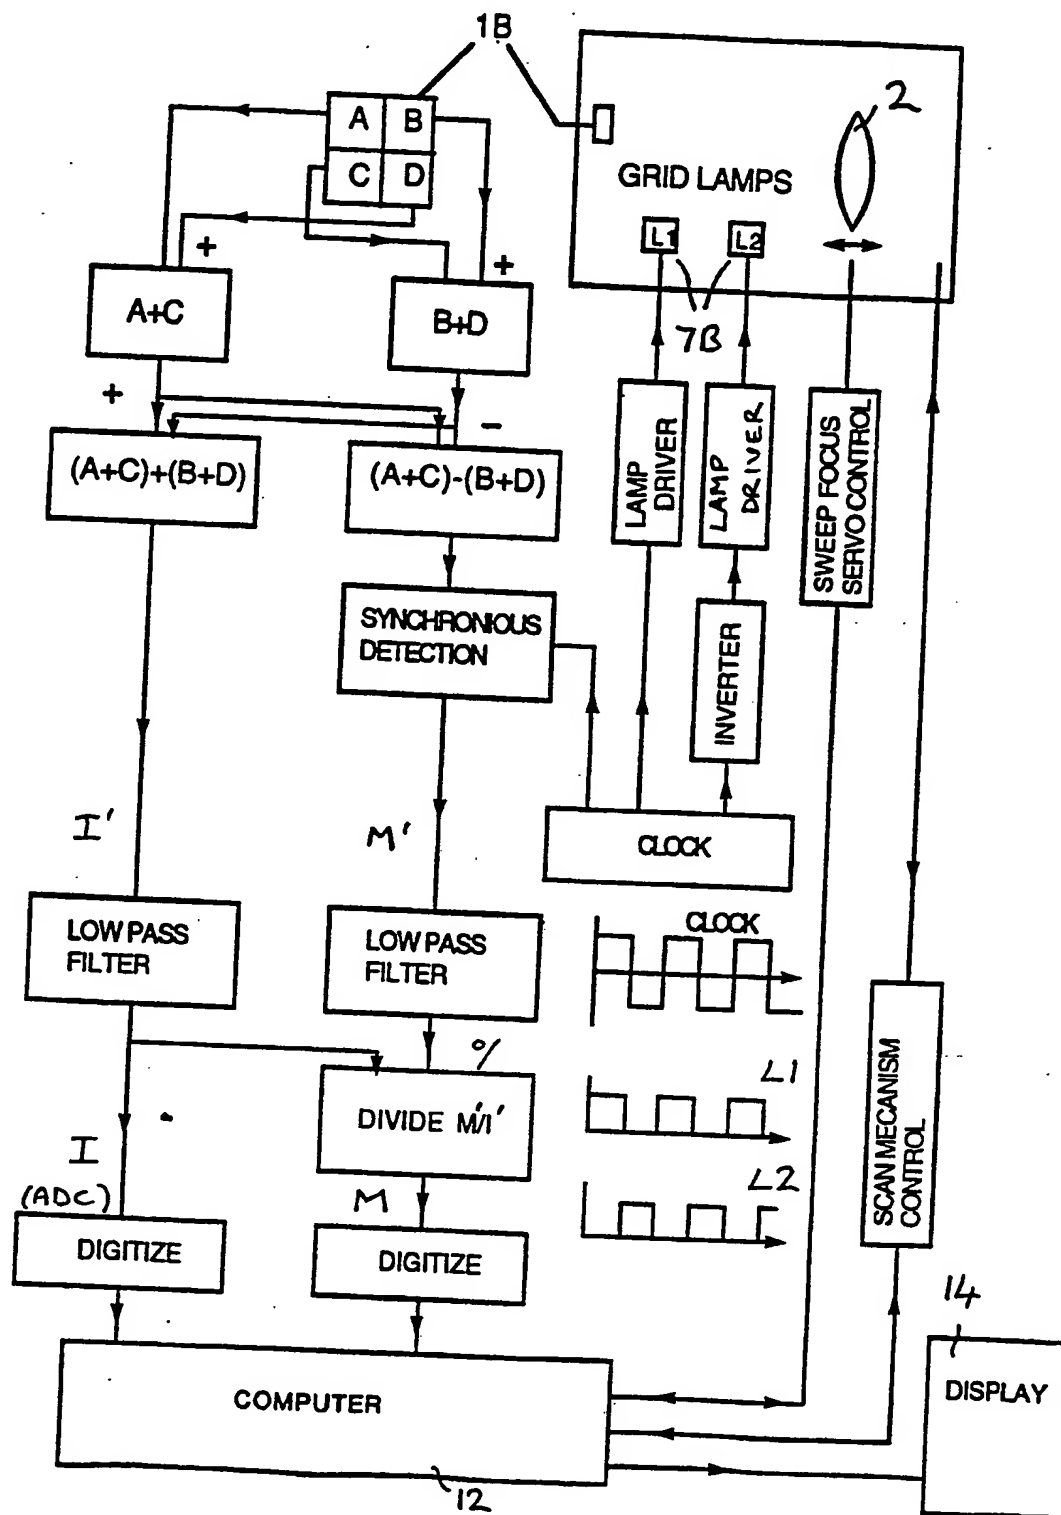 1B
A B
C D
2
GRID LAMPS
L1 L2
7B
+
+
A+C
B+D
+
-
(A+C)+(B+D)
(A+C)-(B+D)
LAMP
DRIVER
LAMP
DRIVER
SWEEP FOCUS
SERVO CONTROL
SYNCHRONIOUS
DETECTION
INVERTER
I'
M'
CLOCK
LOW PASS
FILTER
LOW PASS
FILTER
CLOCK
%
DIVIDE M'/I'
L1
SCAN MECANISM
CONTROL
I
(ADC)
M
L2
DIGITIZE
DIGITIZE
14
COMPUTER
DISPLAY
12